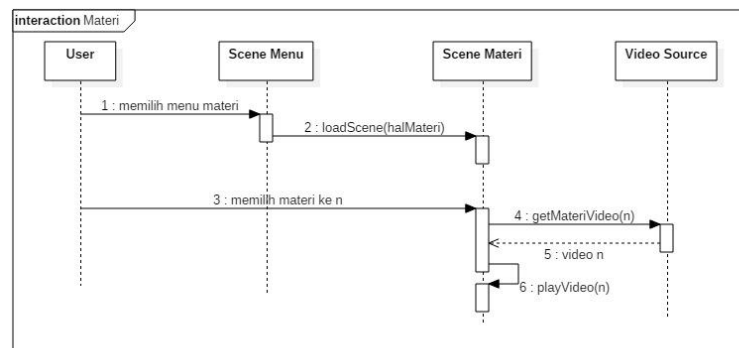 interaction Materi
User
Scene Menu
Scene Materi
Video Source
1 : memilih menu materi
2 : loadScene(halMateri)
3 : memilih materi ke n
4 : getMateriVideo(n)
5 : video n
6 : playVideo(n)